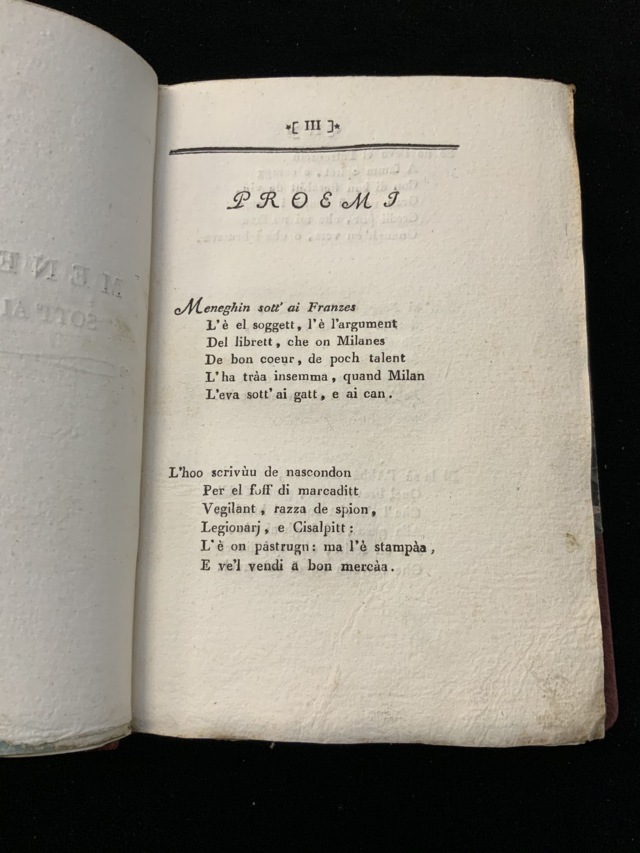 *[ III ]*
PROEMI
Meneghin sott' ai Franzes
L'è el soggett, l'è l'argument
Del librett, che on Milanes
De bon coeur, de poch talent
L'ha tràa insemma, quand Milan
L'eva sott' ai gatt, e ai can.
L'hoo scrivùu de nascondon
Per el foff di marcaditt
Vegilant, razza de spion,
Legionarj, e Cisalpitt:
L'è on pastrugn: ma l'è stampàa,
E ve'l vendi a bon mercàa.